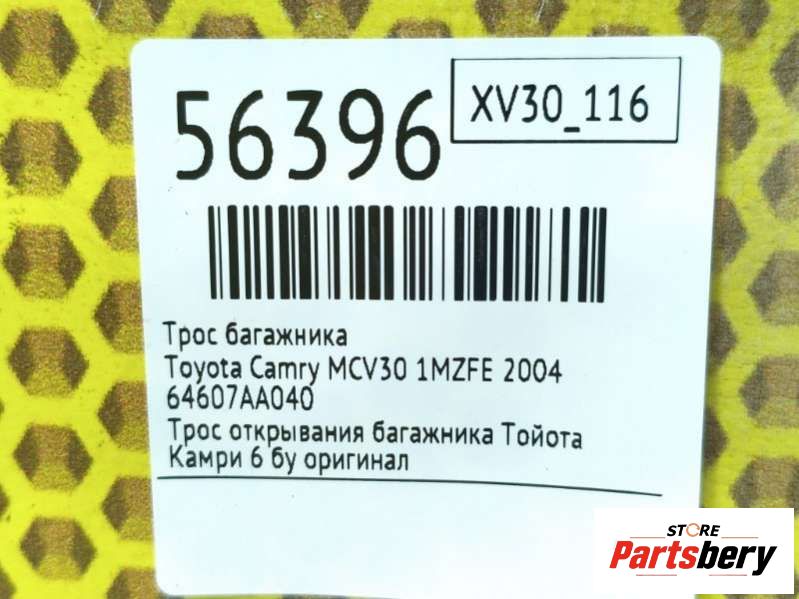 56396
XV30_116
Трос багажника
Toyota Camry MCV30 1MZFE 2004
64607AA040
Трос открывания багажника Тойота
Камри 6 бу оригинал
STORE
Partsbery